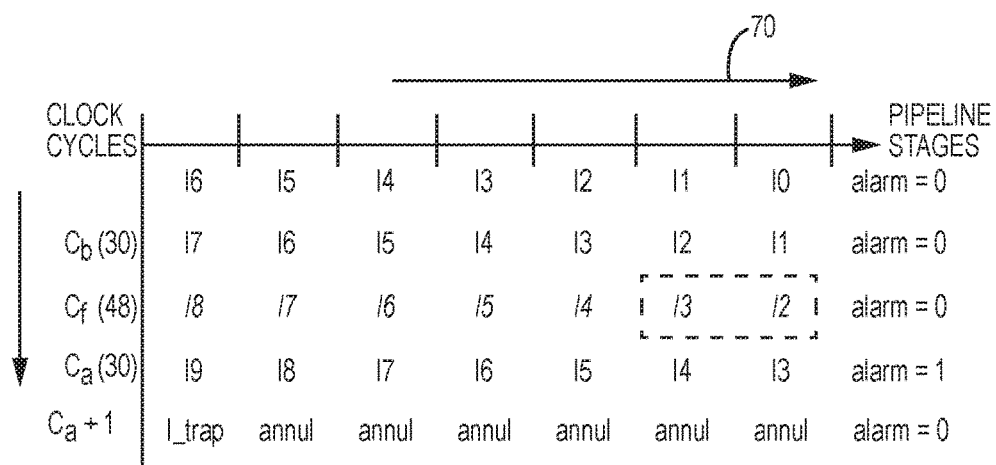 70
CLOCK CYCLES PIPELINE STAGES
I6 I5 I4 I3 I2 I1 I0 alarm = 0
Cb (30) I7 I6 I5 I4 I3 I2 I1 alarm = 0
Cf (48) I8 I7 I6 I5 I4 I3 I2 alarm = 0
Ca (30) I9 I8 I7 I6 I5 I4 I3 alarm = 1
Ca + 1 I_trap annul annul annul annul annul annul alarm = 0